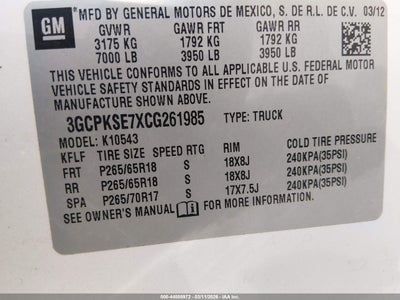 GM
MFD BY GENERAL MOTORS DE MEXICO, S. DE R.L. DE C.V. 03/12
GVWR GAWR FRT GAWR RR
3175 KG 1792 KG 1792 KG
7000 LB 3950 LB 3950 LB
THIS VEHICLE CONFORMS TO ALL APPLICABLE U.S. FEDERAL MOTOR
VEHICLE SAFETY STANDARDS IN EFFECT ON THE DATE OF
MANUFACTURE SHOWN ABOVE.
3GCPKSE7XCG261985 TYPE: TRUCK
MODEL: K10543
KFLF TIRE SIZE SPEED RTG RIM COLD TIRE PRESSURE
FRT P265/65R18 S 18X8J 240KPA(35PSI)
RR P265/65R18 S 18X8J 240KPA(35PSI)
SPA P265/70R17 S 17X7.5J 240KPA(35PSI)
SEE OWNER'S MANUAL FOR MORE INFORMATION.